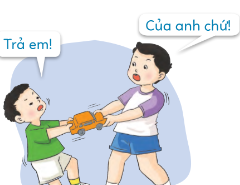 Của anh chứ!
Trả em!